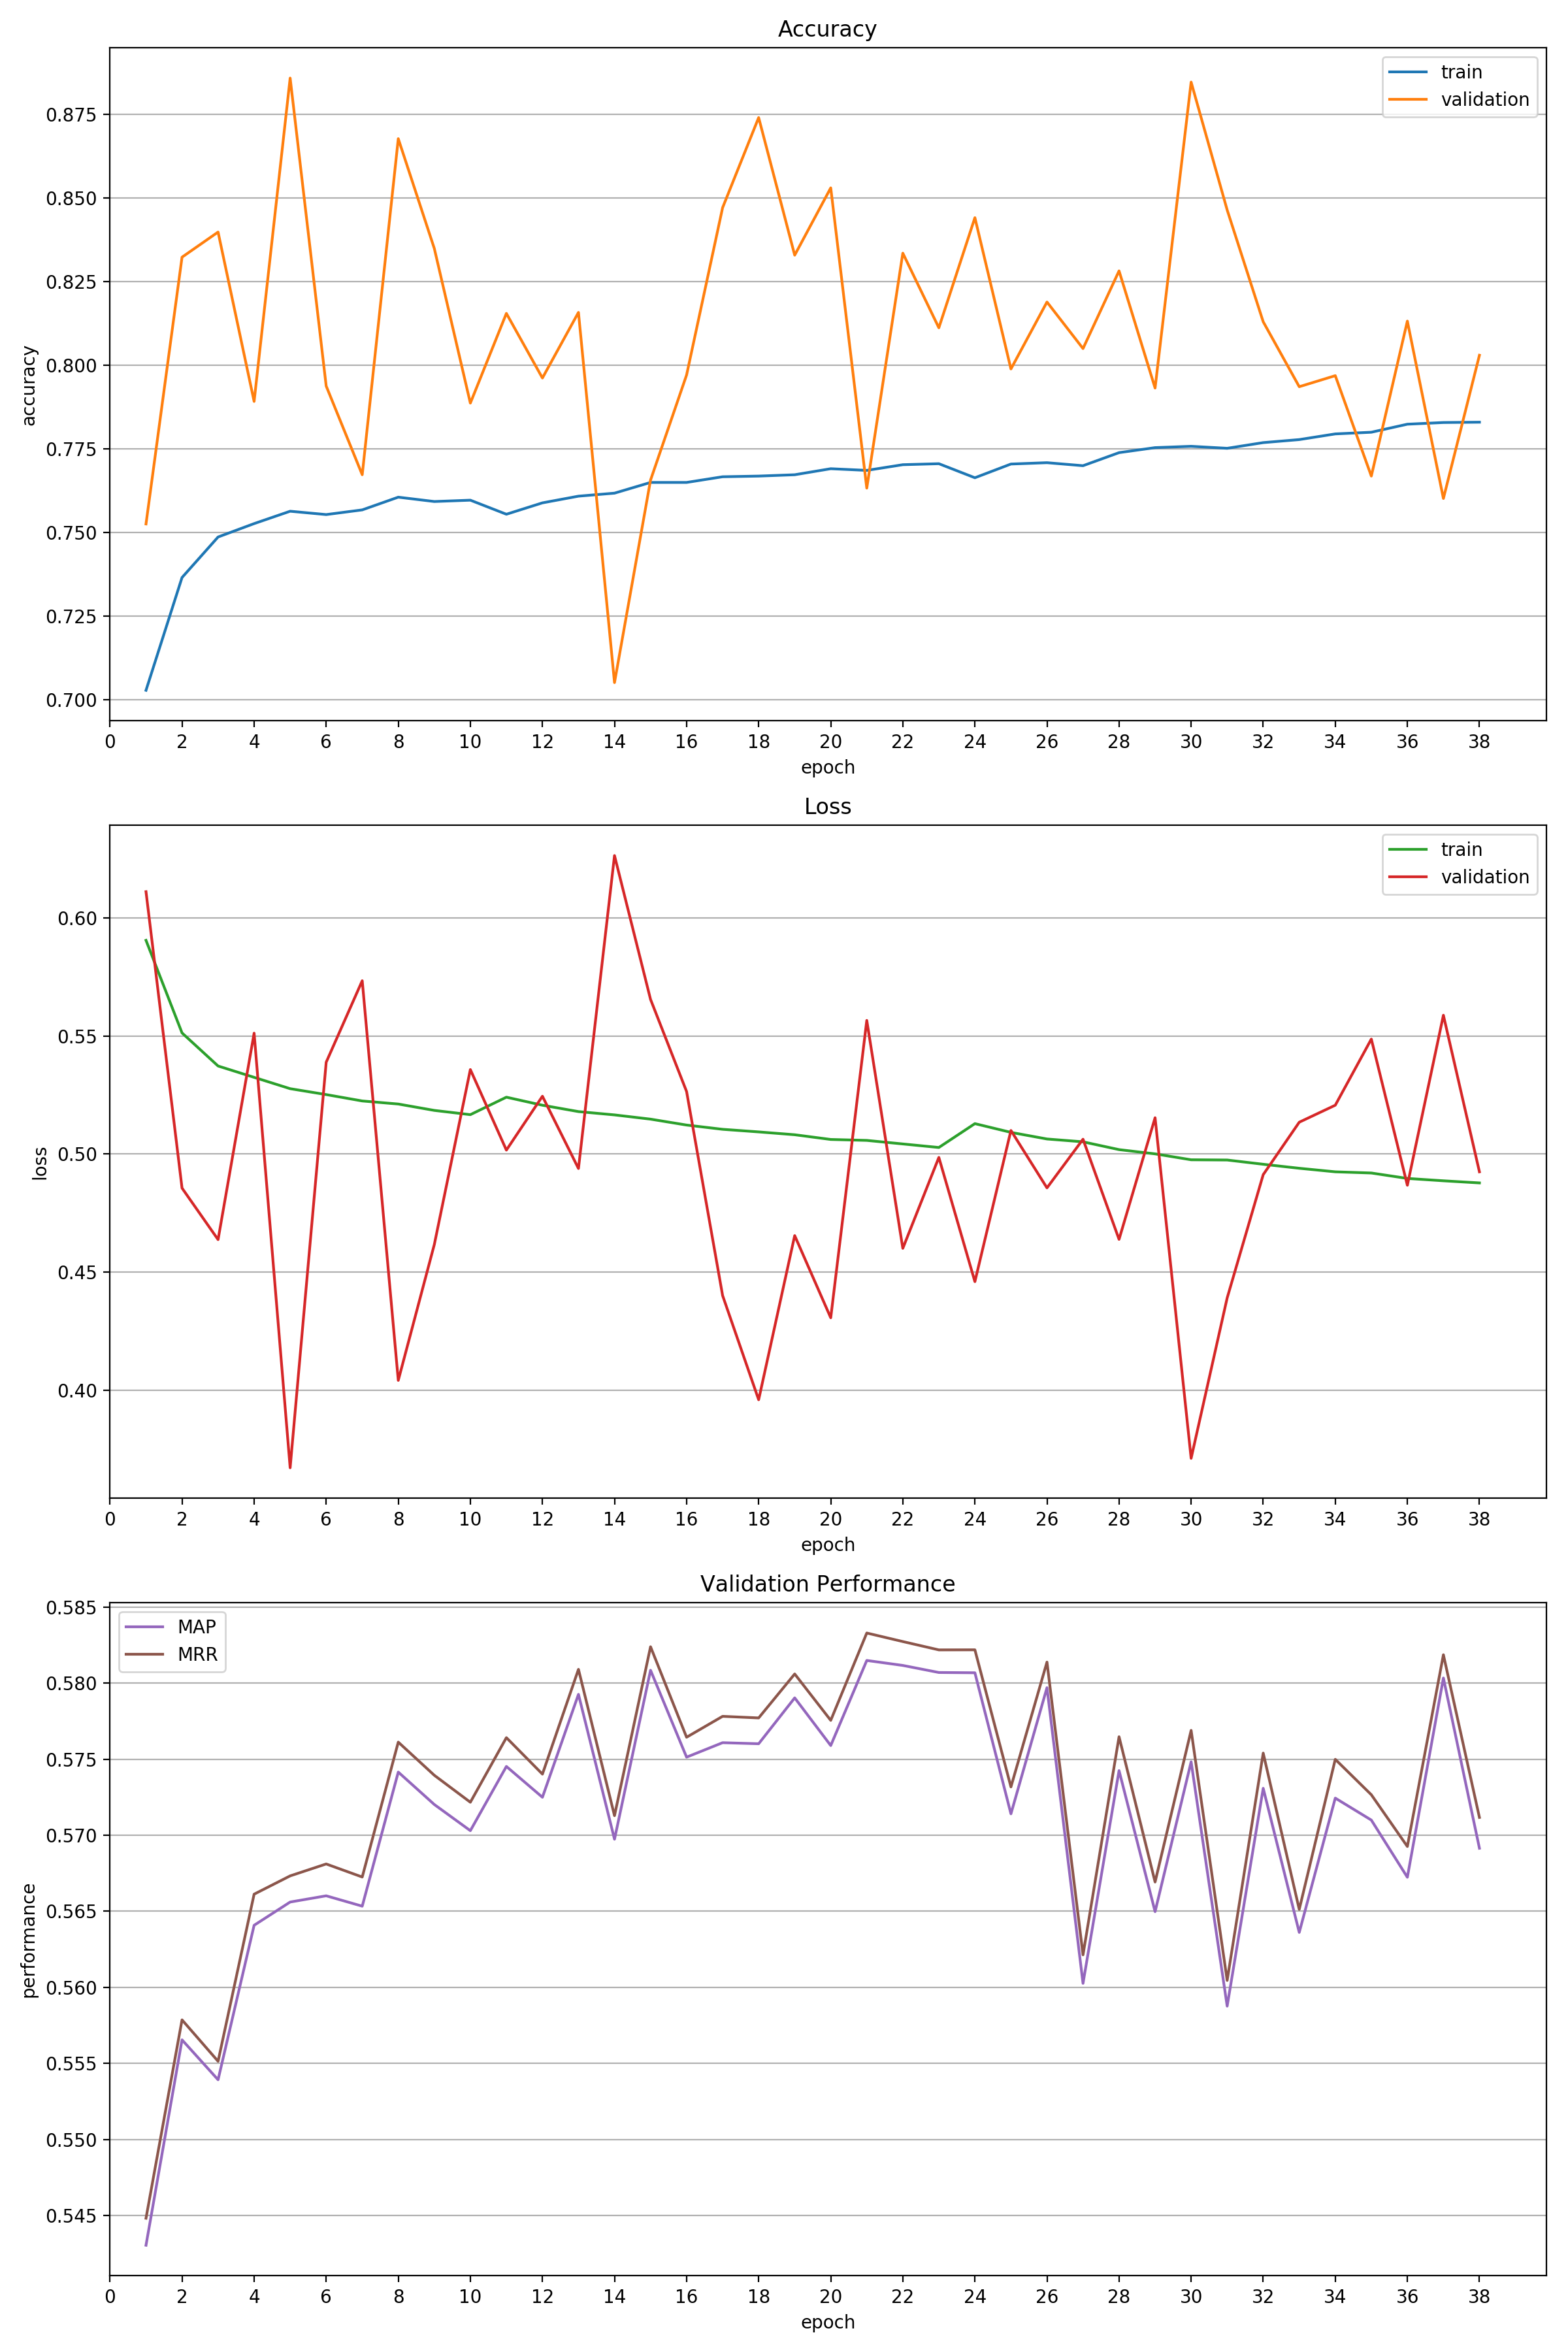 Accuracy
train
validation
0.875
0.850
0.825
0.800
0.775
0.750
0.725
0.700
accuracy
0 2 4 6 8 10 12 14 16 18 20 22 24 26 28 30 32 34 36 38
epoch
Loss
train
validation
0.60
0.55
0.50
0.45
0.40
loss
0 2 4 6 8 10 12 14 16 18 20 22 24 26 28 30 32 34 36 38
epoch
Validation Performance
MAP
MRR
0.585
0.580
0.575
0.570
0.565
0.560
0.555
0.550
0.545
performance
0 2 4 6 8 10 12 14 16 18 20 22 24 26 28 30 32 34 36 38
epoch